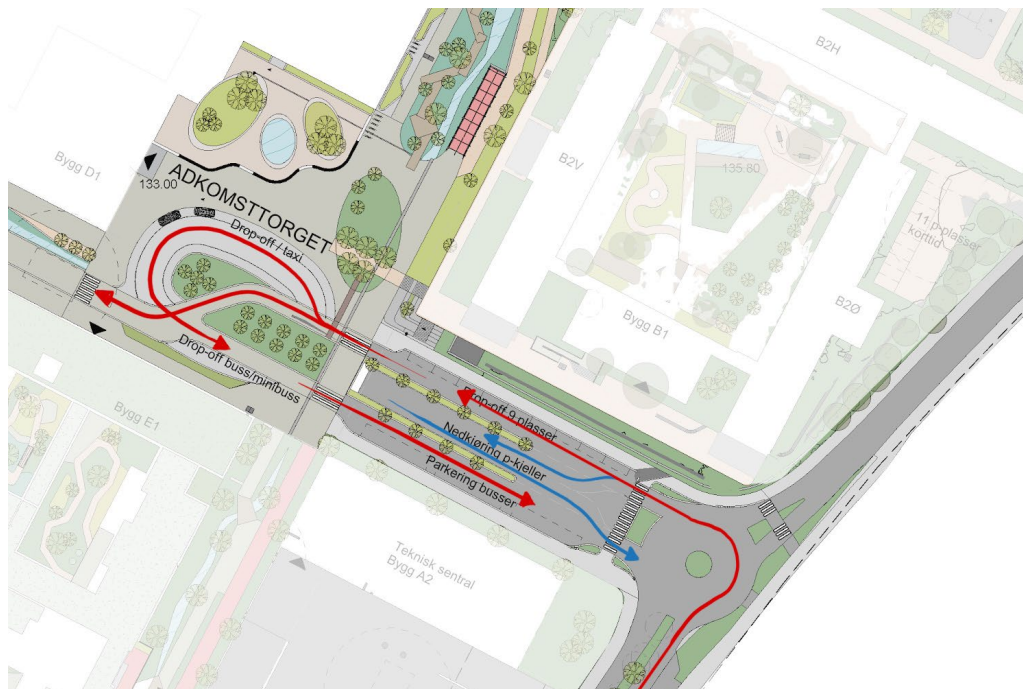 B2H
B2V
135.80
Bygg D1
133.00
ADKOMSTTORGET
Drop-off / taxi
11 p-plasser
korttid
B2Ø
Bygg B1
Drop-off buss/minibuss
Drop-off 9 plasser
Nedkjøring p-kjeller
Parkering busser
Bygg E1
Teknisk sentral
Bygg A2